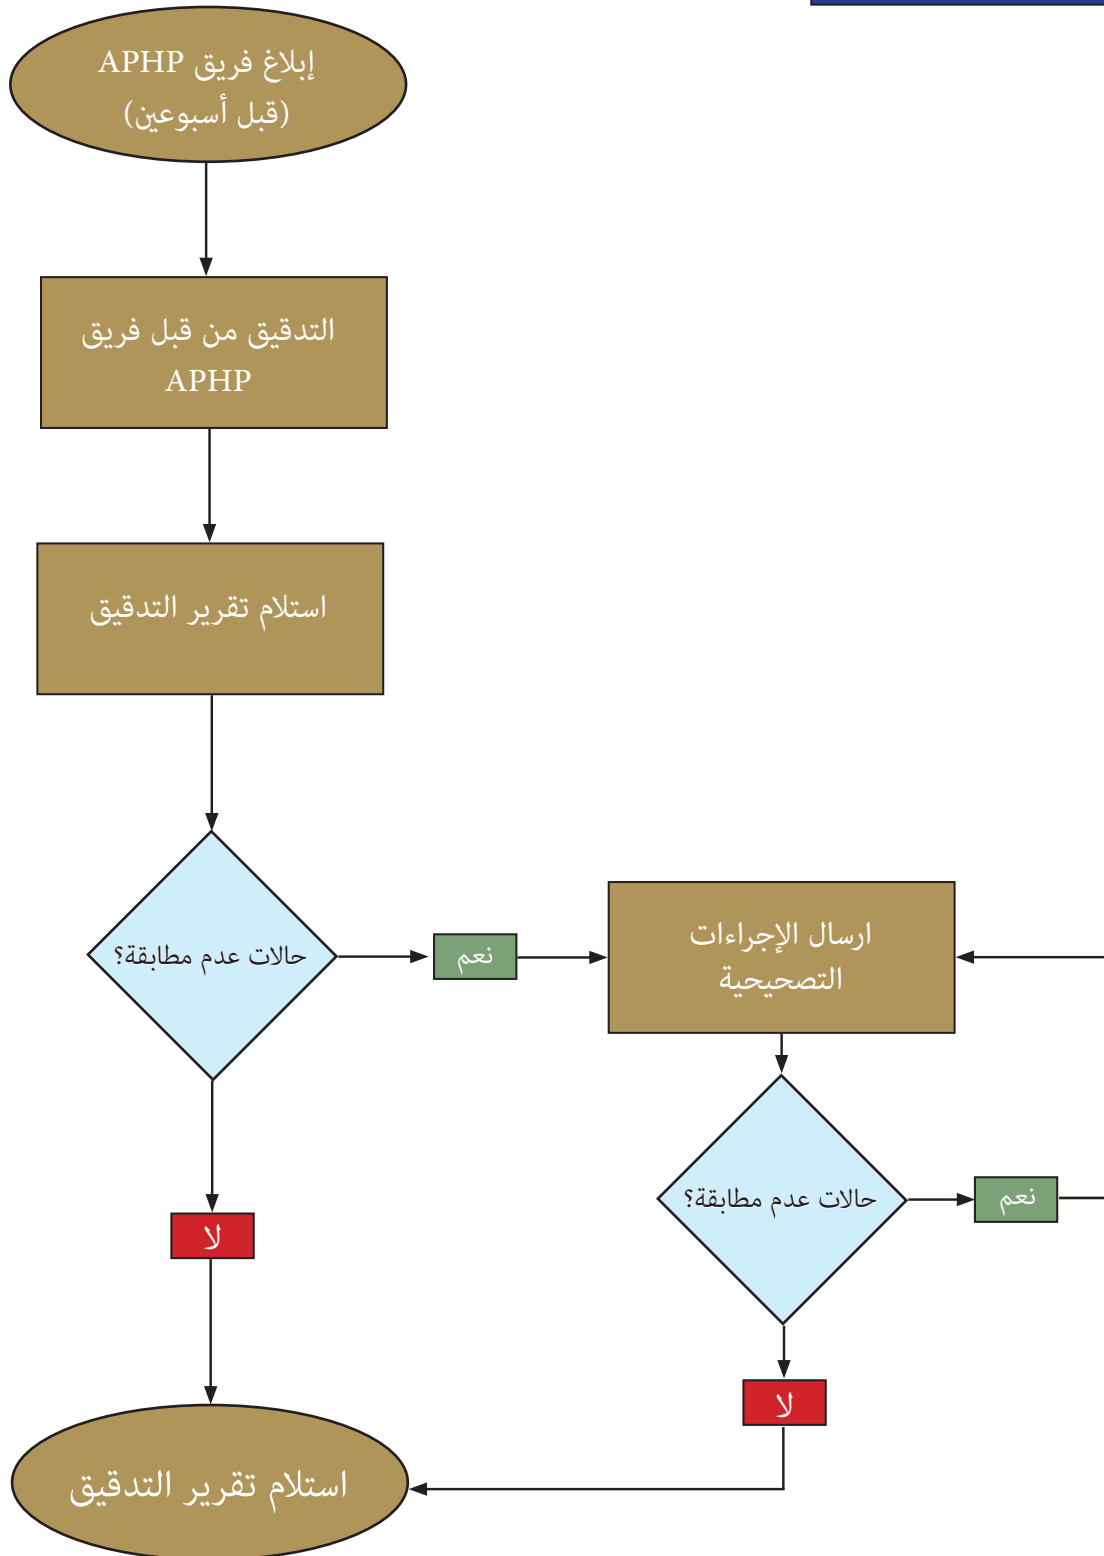 إبلاغ فريق APHP
(قبل أسبوعين)
التدقيق من قبل فريق
APHP
استلام تقرير التدقيق
حالات عدم مطابقة؟
نعم
ارسال الإجراءات
التصحيحية
حالات عدم مطابقة؟
نعم
لا
لا
استلام تقرير التدقيق